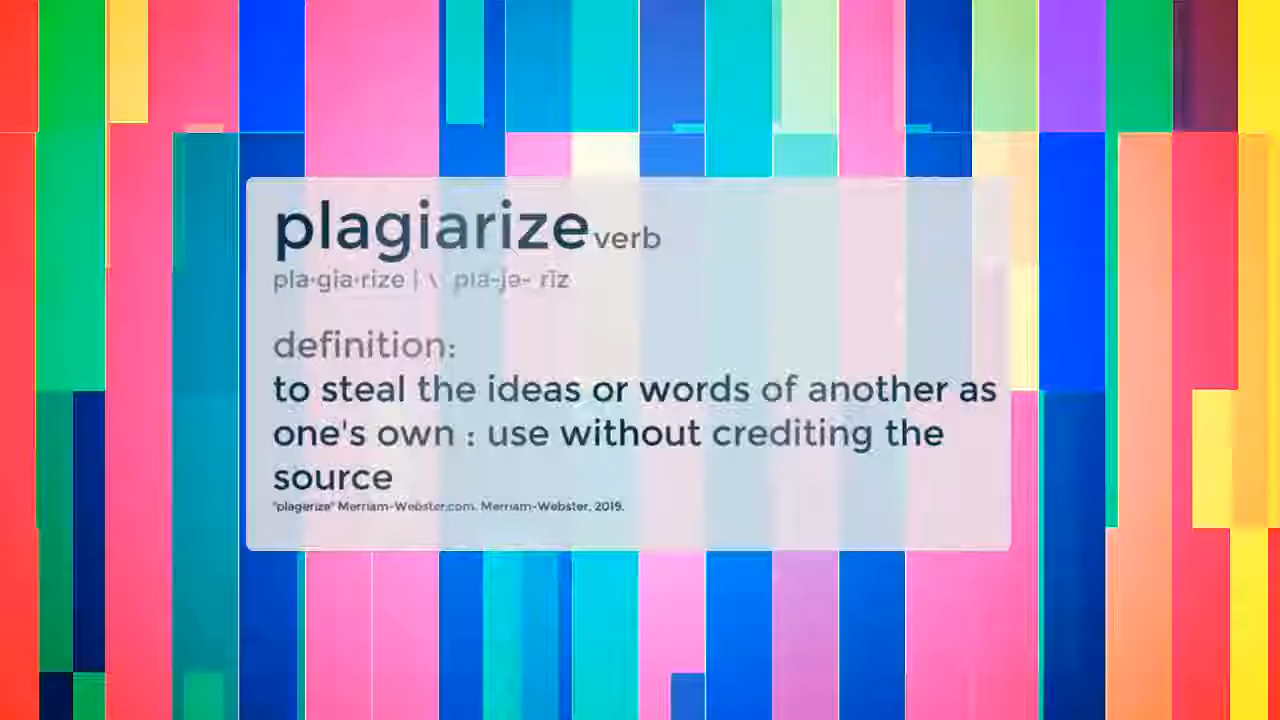 plagiarize verb
pla·gia·rize | \ ˈplā-jə-ˌrīz
definition:
to steal the ideas or words of another as
one's own : use without crediting the
source
"plagerize" Merriam-Webster.com. Merriam-Webster, 2019.